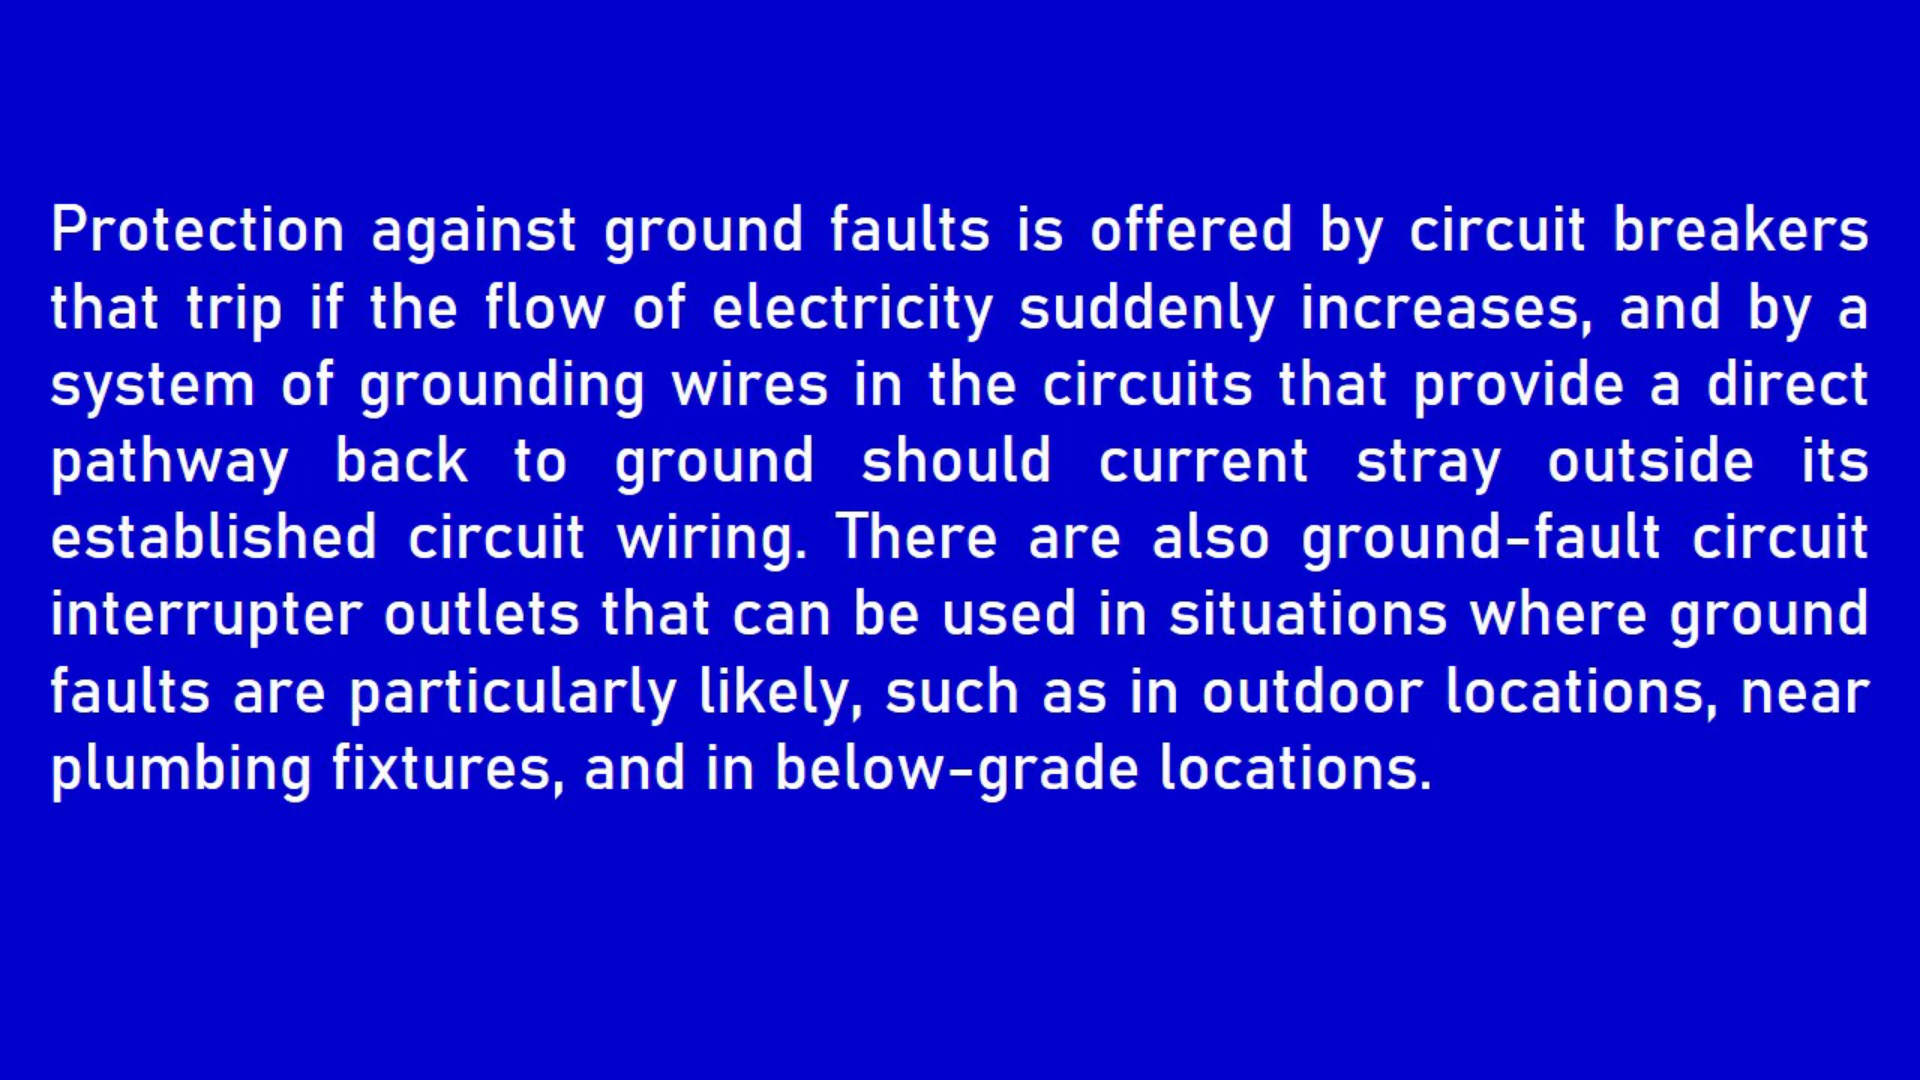 Protection against ground faults is offered by circuit breakers
that trip if the flow of electricity suddenly increases, and by a
system of grounding wires in the circuits that provide a direct
pathway back to ground should current stray outside its
established circuit wiring. There are also ground-fault circuit
interrupter outlets that can be used in situations where ground
faults are particularly likely, such as in outdoor locations, near
plumbing fixtures, and in below-grade locations.